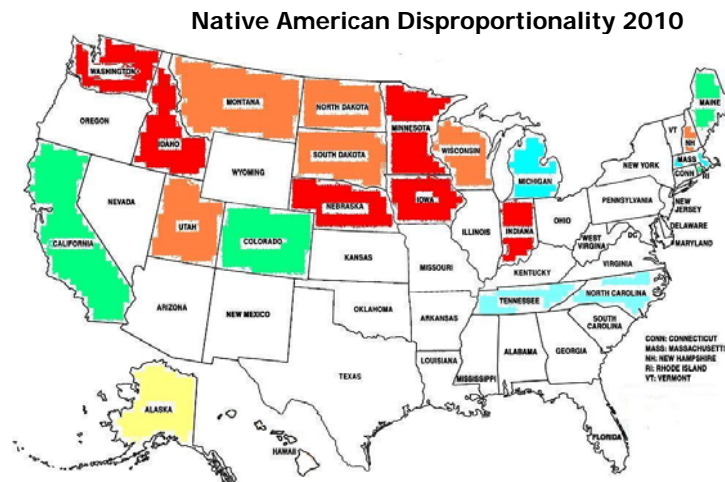 Native American Disproportionality 2010
WASHINGTON
MONTANA
NORTH DAKOTA
MINNESOTA
MAINE
OREGON
IDAHO
SOUTH DAKOTA
WISCONSIN
VT
NH
WYOMING
MICHIGAN
NEW YORK
MASS
CONN
RI
NEBRASKA
IOWA
PENNSYLVANIA
NEVADA
UTAH
COLORADO
ILLINOIS
INDIANA
OHIO
NEW
JERSEY
DELAWARE
MARYLAND
DC
WEST
VIRGINIA
CALIFORNIA
KANSAS
MISSOURI
KENTUCKY
VIRGINIA
ARIZONA
NEW MEXICO
OKLAHOMA
ARKANSAS
TENNESSEE
NORTH CAROLINA
SOUTH
CAROLINA
TEXAS
LOUISIANA
MISSISSIPPI
ALABAMA
GEORGIA
CONN: CONNECTICUT
MASS: MASSACHUSETTS
NH: NEW HAMPSHIRE
RI: RHODE ISLAND
VT: VERMONT
ALASKA
HAWAII
FLORIDA